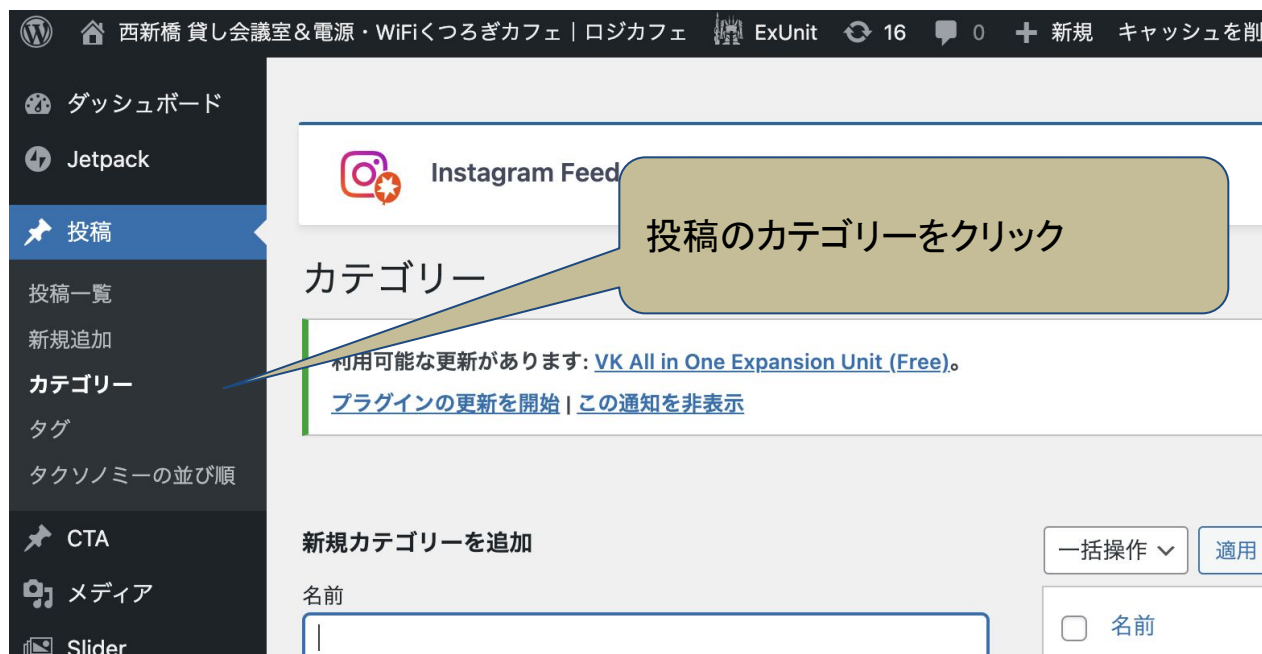 西新橋 貸し会議室＆電源・WiFiくつろぎカフェ｜ロジカフェ ExUnit 16 0 新規 キャッシュを削
ダッシュボード
Jetpack
Instagram Feed
投稿
投稿のカテゴリーをクリック
カテゴリー
投稿一覧
新規追加
利用可能な更新があります: VK All in One Expansion Unit (Free)。
カテゴリー
プラグインの更新を開始 | この通知を非表示
タグ
タクソノミーの並び順
CTA
新規カテゴリーを追加
一括操作 適用
メディア
名前
名前
Slider